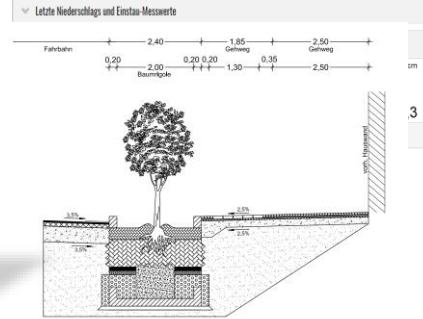 Letzte Niederschlags und Einstau-Messwerte
2,40 1,85 2,50
Fahrbahn Gehweg Gehweg
0,20 0,20 0,20 0,35
2,00 1,30 2,50
Baumrigole
cm
,3
vorh. Hauswand
2,5%
3,5%
2,5%
3,5%